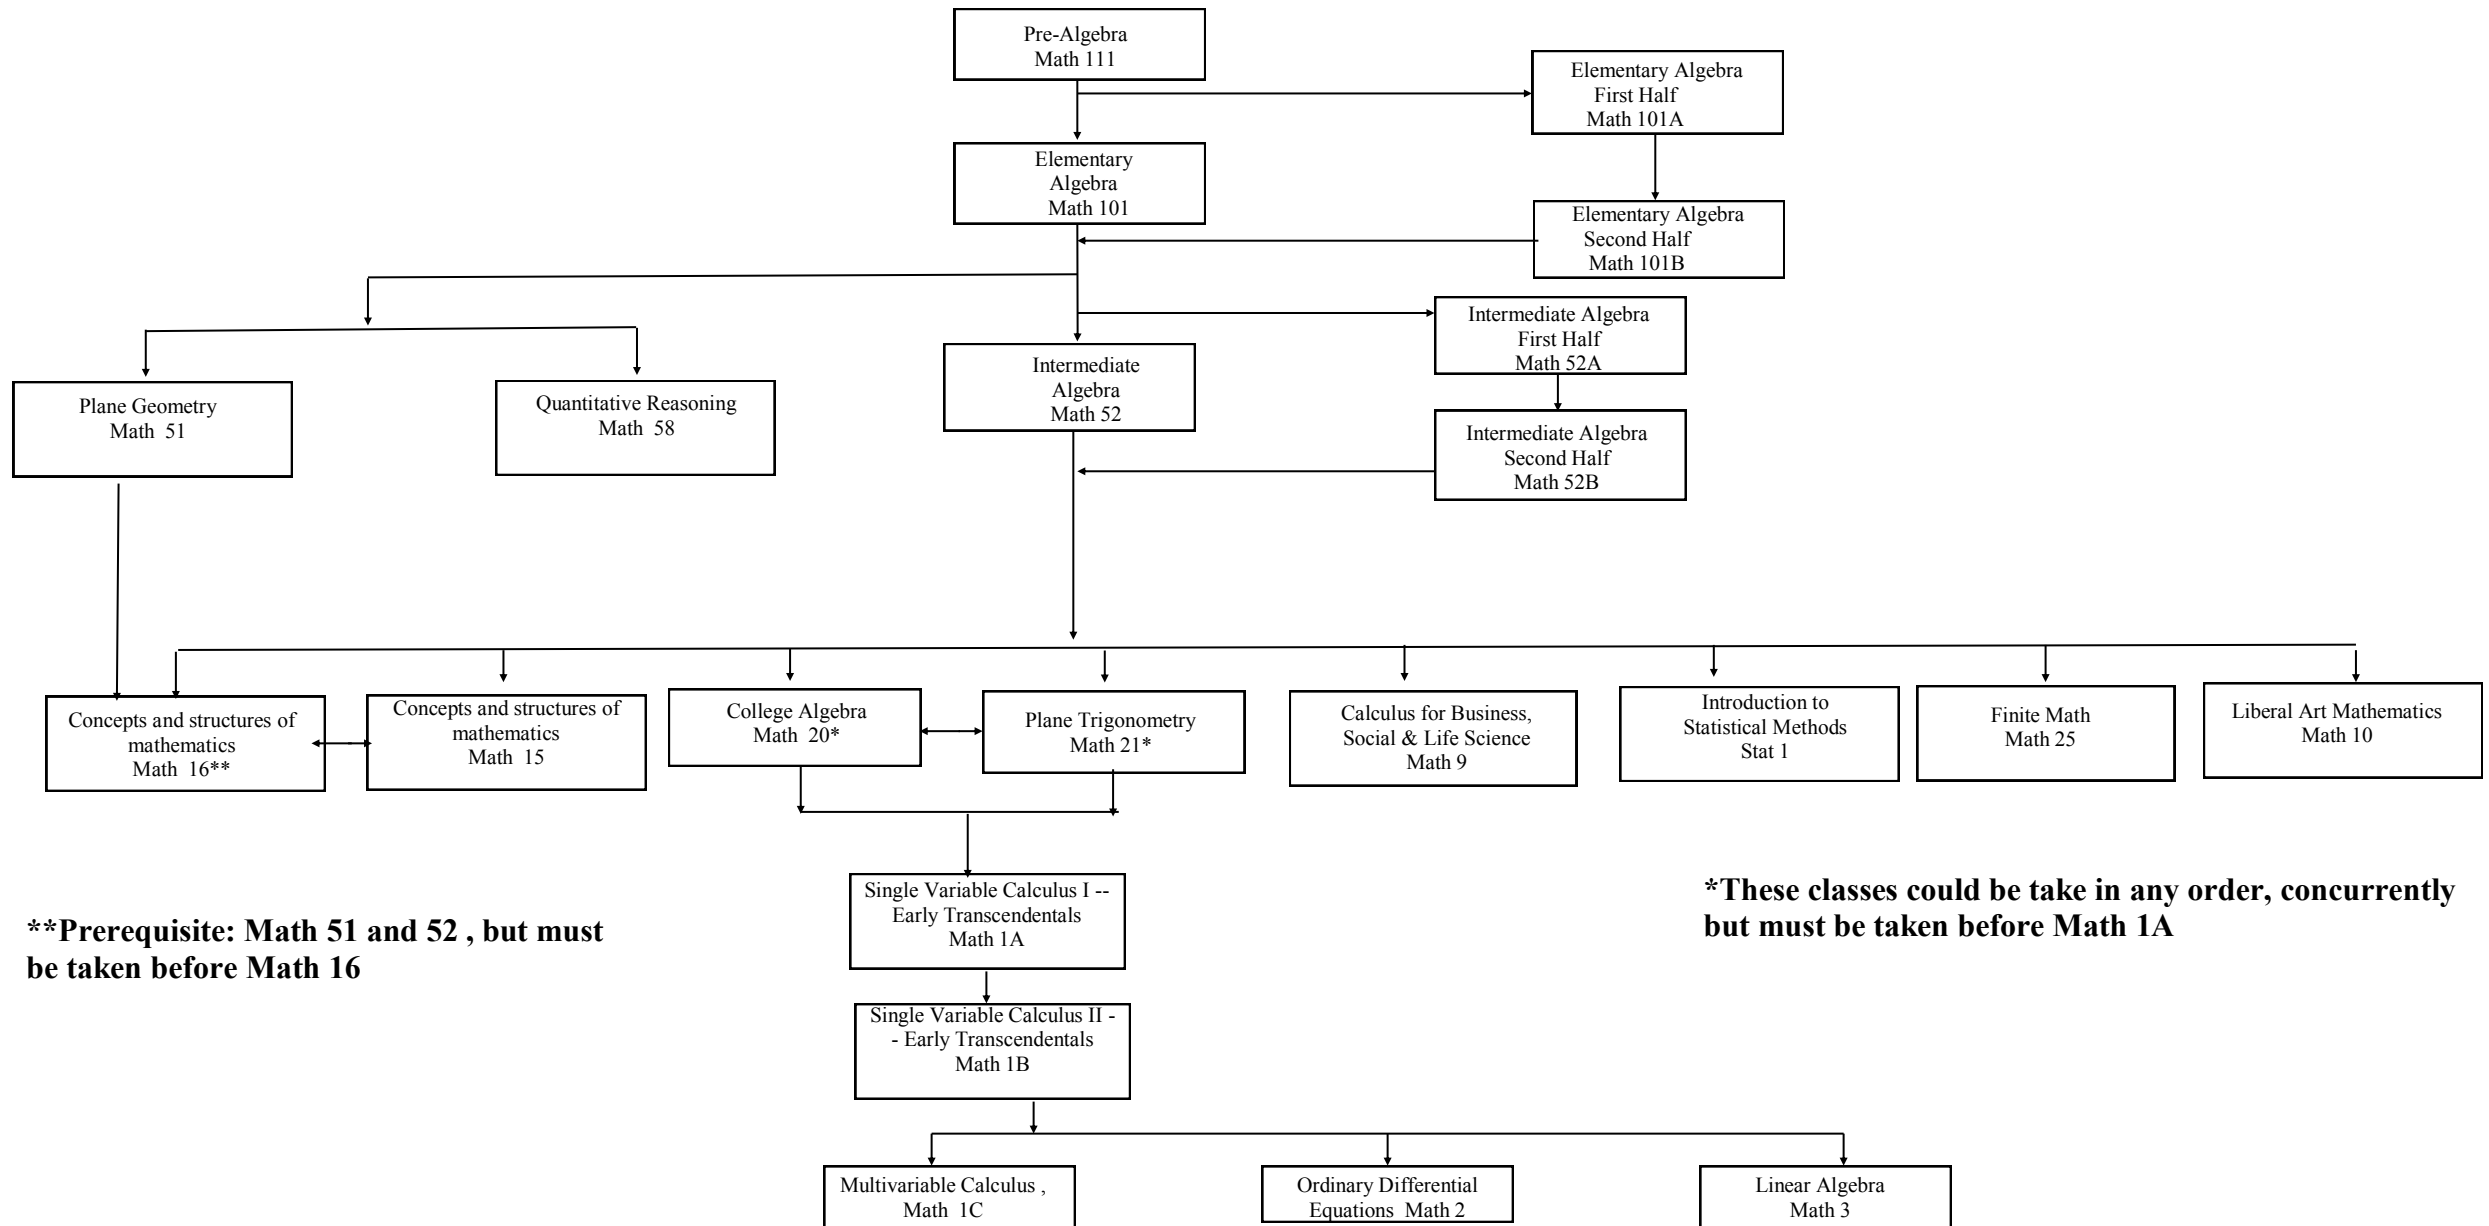 Pre-Algebra
Math 111
Elementary Algebra
First Half
Math 101A
Elementary
Algebra
Math 101
Elementary Algebra
Second Half
Math 101B
Intermediate Algebra
First Half
Math 52A
Intermediate
Algebra
Math 52
Plane Geometry
Math 51
Quantitative Reasoning
Math 58
Intermediate Algebra
Second Half
Math 52B
Concepts and structures of
mathematics
Math 16**
Concepts and structures of
mathematics
Math 15
College Algebra
Math 20*
Plane Trigonometry
Math 21*
Calculus for Business,
Social & Life Science
Math 9
Introduction to
Statistical Methods
Stat 1
Finite Math
Math 25
Liberal Art Mathematics
Math 10
Single Variable Calculus I --
Early Transcendentals
Math 1A
*These classes could be take in any order, concurrently
but must be taken before Math 1A
**Prerequisite: Math 51 and 52 , but must
be taken before Math 16
Single Variable Calculus II -
- Early Transcendentals
Math 1B
Multivariable Calculus ,
Math 1C
Ordinary Differential
Equations Math 2
Linear Algebra
Math 3